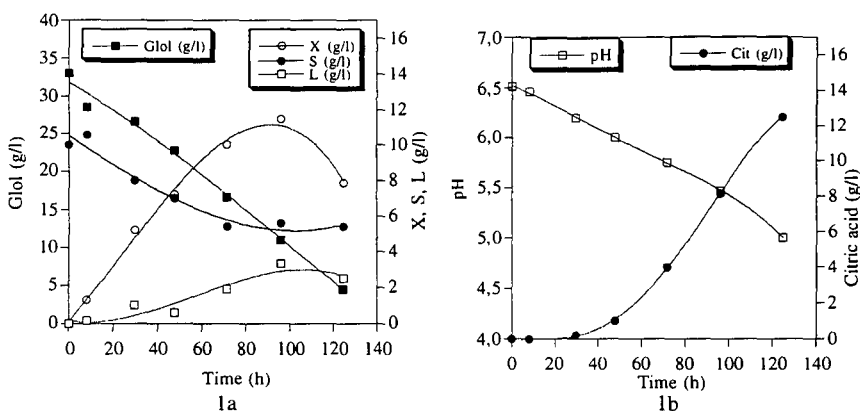 40
35
30
25
20
15
10
5
0
Glol (g/l)
Glol (g/l)
X (g/l)
S (g/l)
L (g/l)
16
14
12
10
8
6
4
2
0
X, S, L (g/l)
0 20 40 60 80 100 120 140
Time (h)
1a
7,0
6,5
6,0
5,5
5,0
4,5
4,0
pH
pH
Cit (g/l)
16
14
12
10
8
6
4
2
0
Citric acid (g/l)
0 20 40 60 80 100 120 140
Time (h)
1b